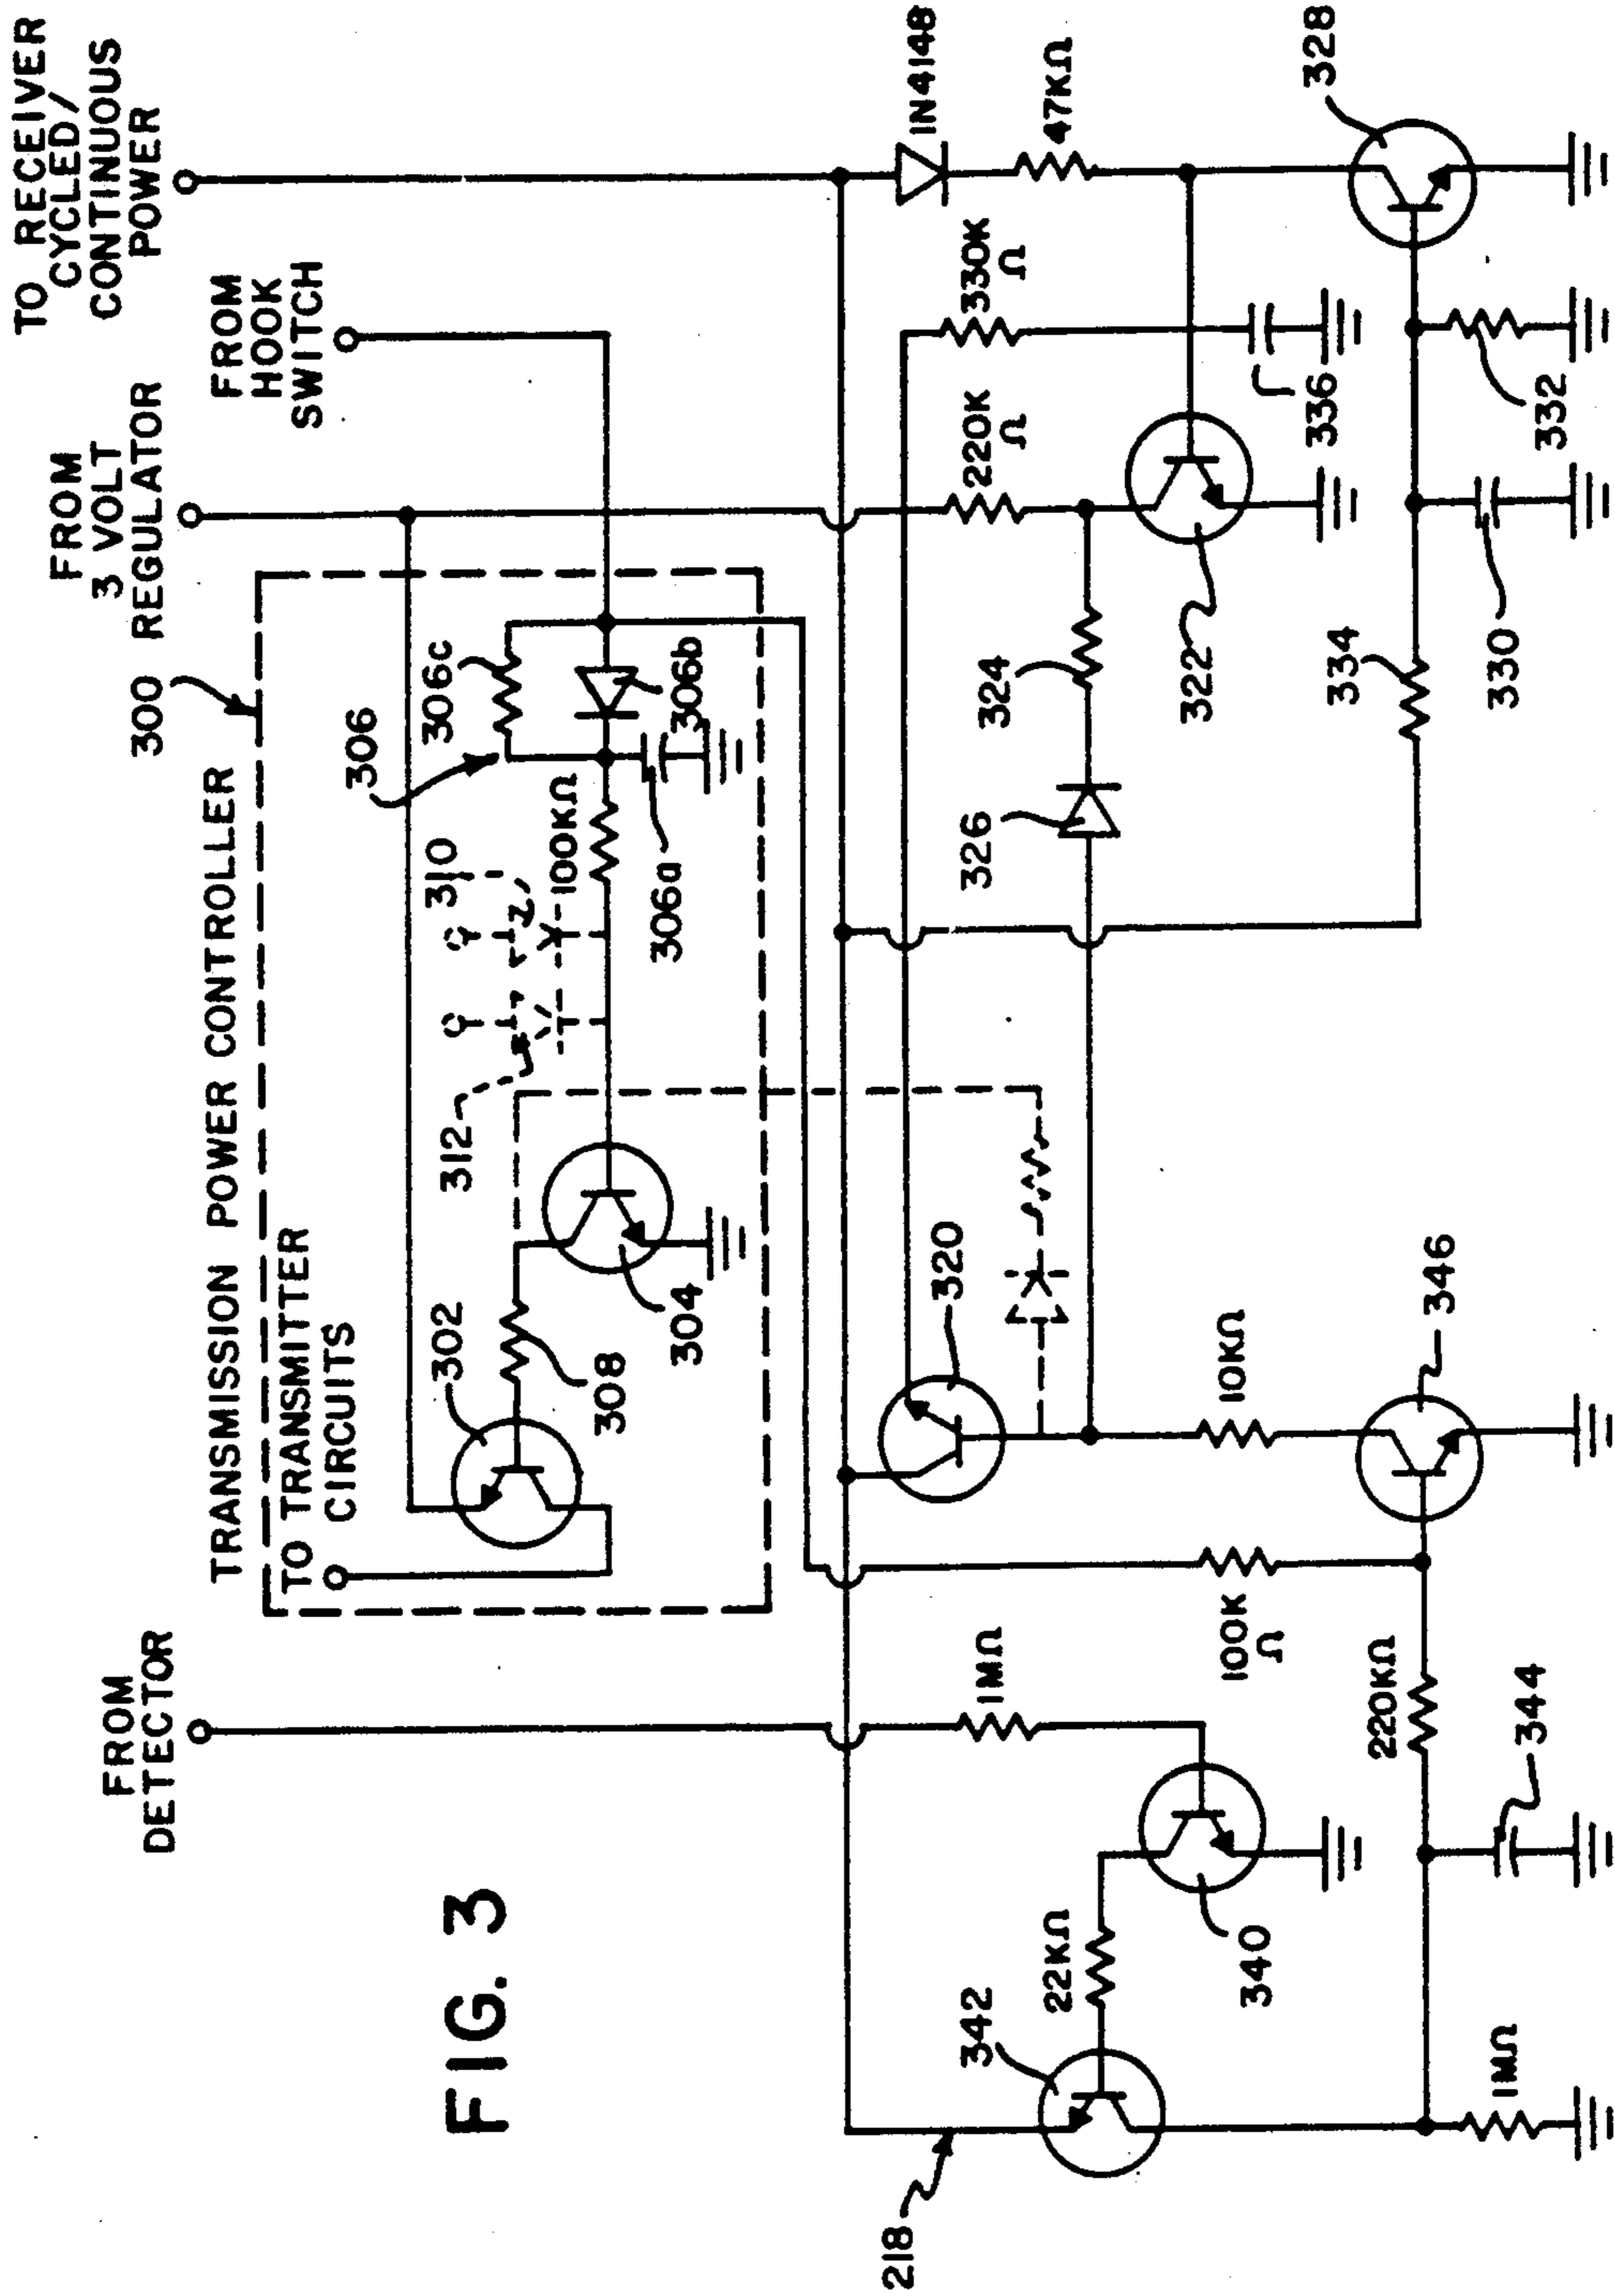 FIG. 3
FROM
DETECTOR
TRANSMISSION POWER CONTROLLER
300
TO TRANSMITTER
CIRCUITS
FROM
3 VOLT
REGULATOR
FROM
HOOK
SWITCH
TO RECEIVER
CYCLED/
CONTINUOUS
POWER
302
308
304
312
310
306
306c
306b
306a
100KΩ
218
342
22KΩ
340
1MΩ
1MΩ
344
220KΩ
100K
Ω
320
10KΩ
346
326
324
322
220K
Ω
330K
Ω
336
1N4148
47KΩ
328
334
330
332